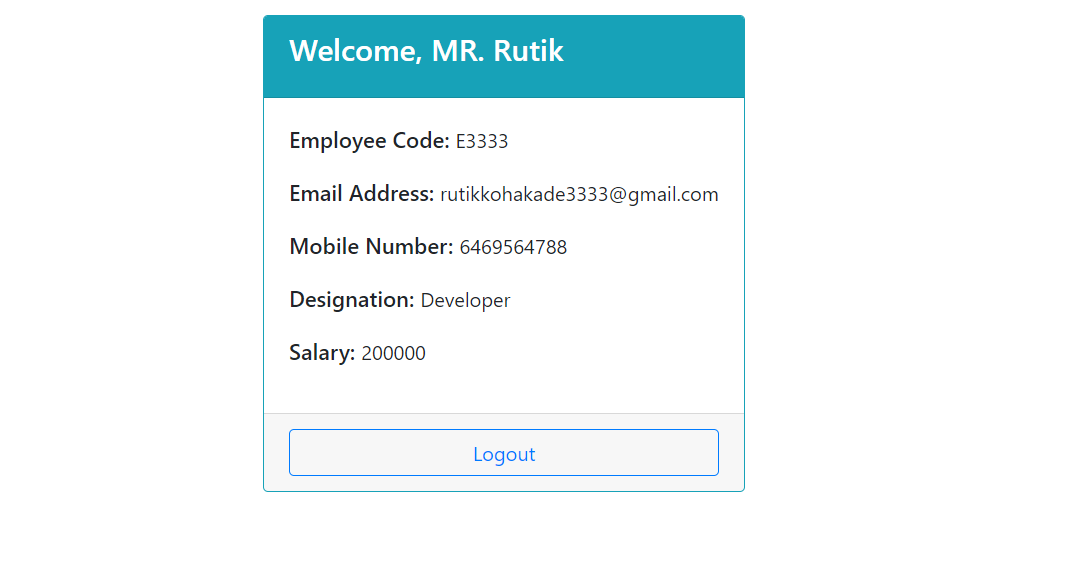 Welcome, MR. Rutik
Employee Code: E3333
Email Address: rutikkohakade3333@gmail.com
Mobile Number: 6469564788
Designation: Developer
Salary: 200000
Logout